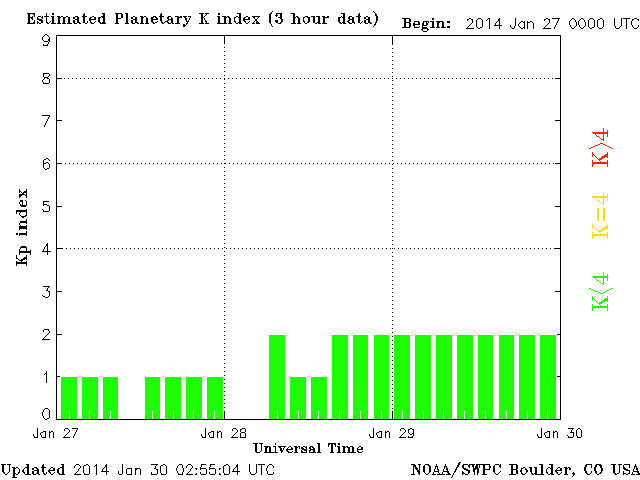 Estimated Planetary K index (3 hour data)
Begin: 2014 Jan 27 0000 UTC
9
8
7
6
5
4
3
2
1
0
Kp index
K>4
K=4
K<4
Jan 27
Jan 28
Jan 29
Jan 30
Universal Time
Updated 2014 Jan 30 02:55:04 UTC
NOAA/SWPC Boulder, CO USA